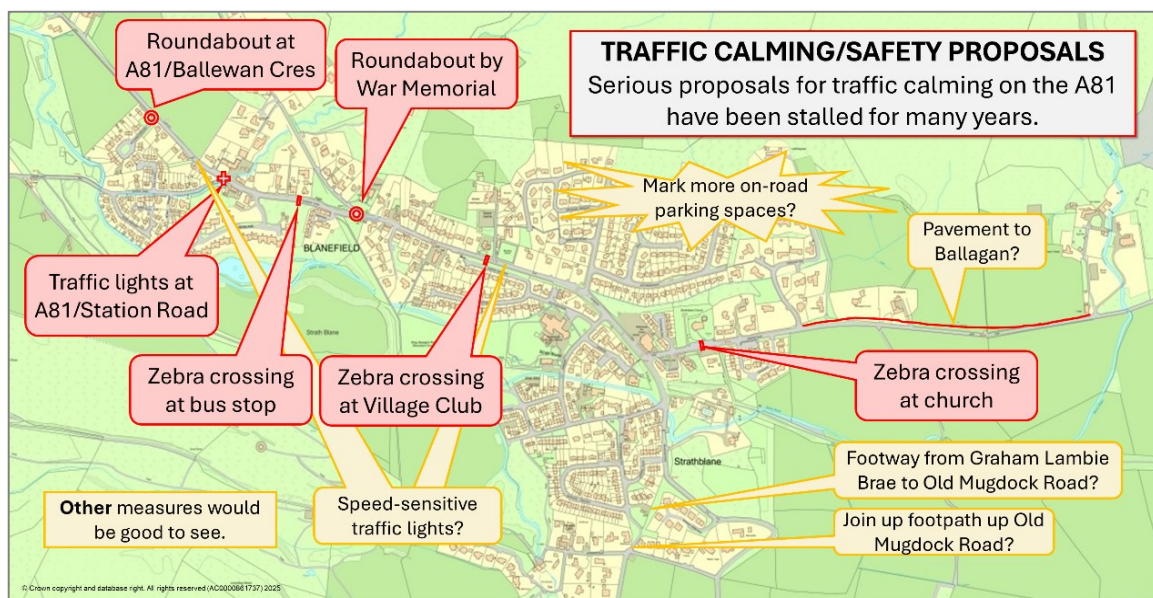 Roundabout at
A81/Ballewan Cres
Roundabout by
War Memorial
TRAFFIC CALMING/SAFETY PROPOSALS
Serious proposals for traffic calming on the A81
have been stalled for many years.
Mark more on-road
parking spaces?
Pavement to
Ballagan?
BLANEFIELD
Traffic lights at
A81/Station Road
Strath Blane
Zebra crossing
at bus stop
Zebra crossing
at Village Club
Zebra crossing
at church
Strathblane
Footway from Graham Lambie
Brae to Old Mugdock Road?
Speed-sensitive
traffic lights?
Other measures would
be good to see.
Join up footpath up Old
Mugdock Road?
© Crown copyright and database right. All rights reserved (AC0000861737) 2025